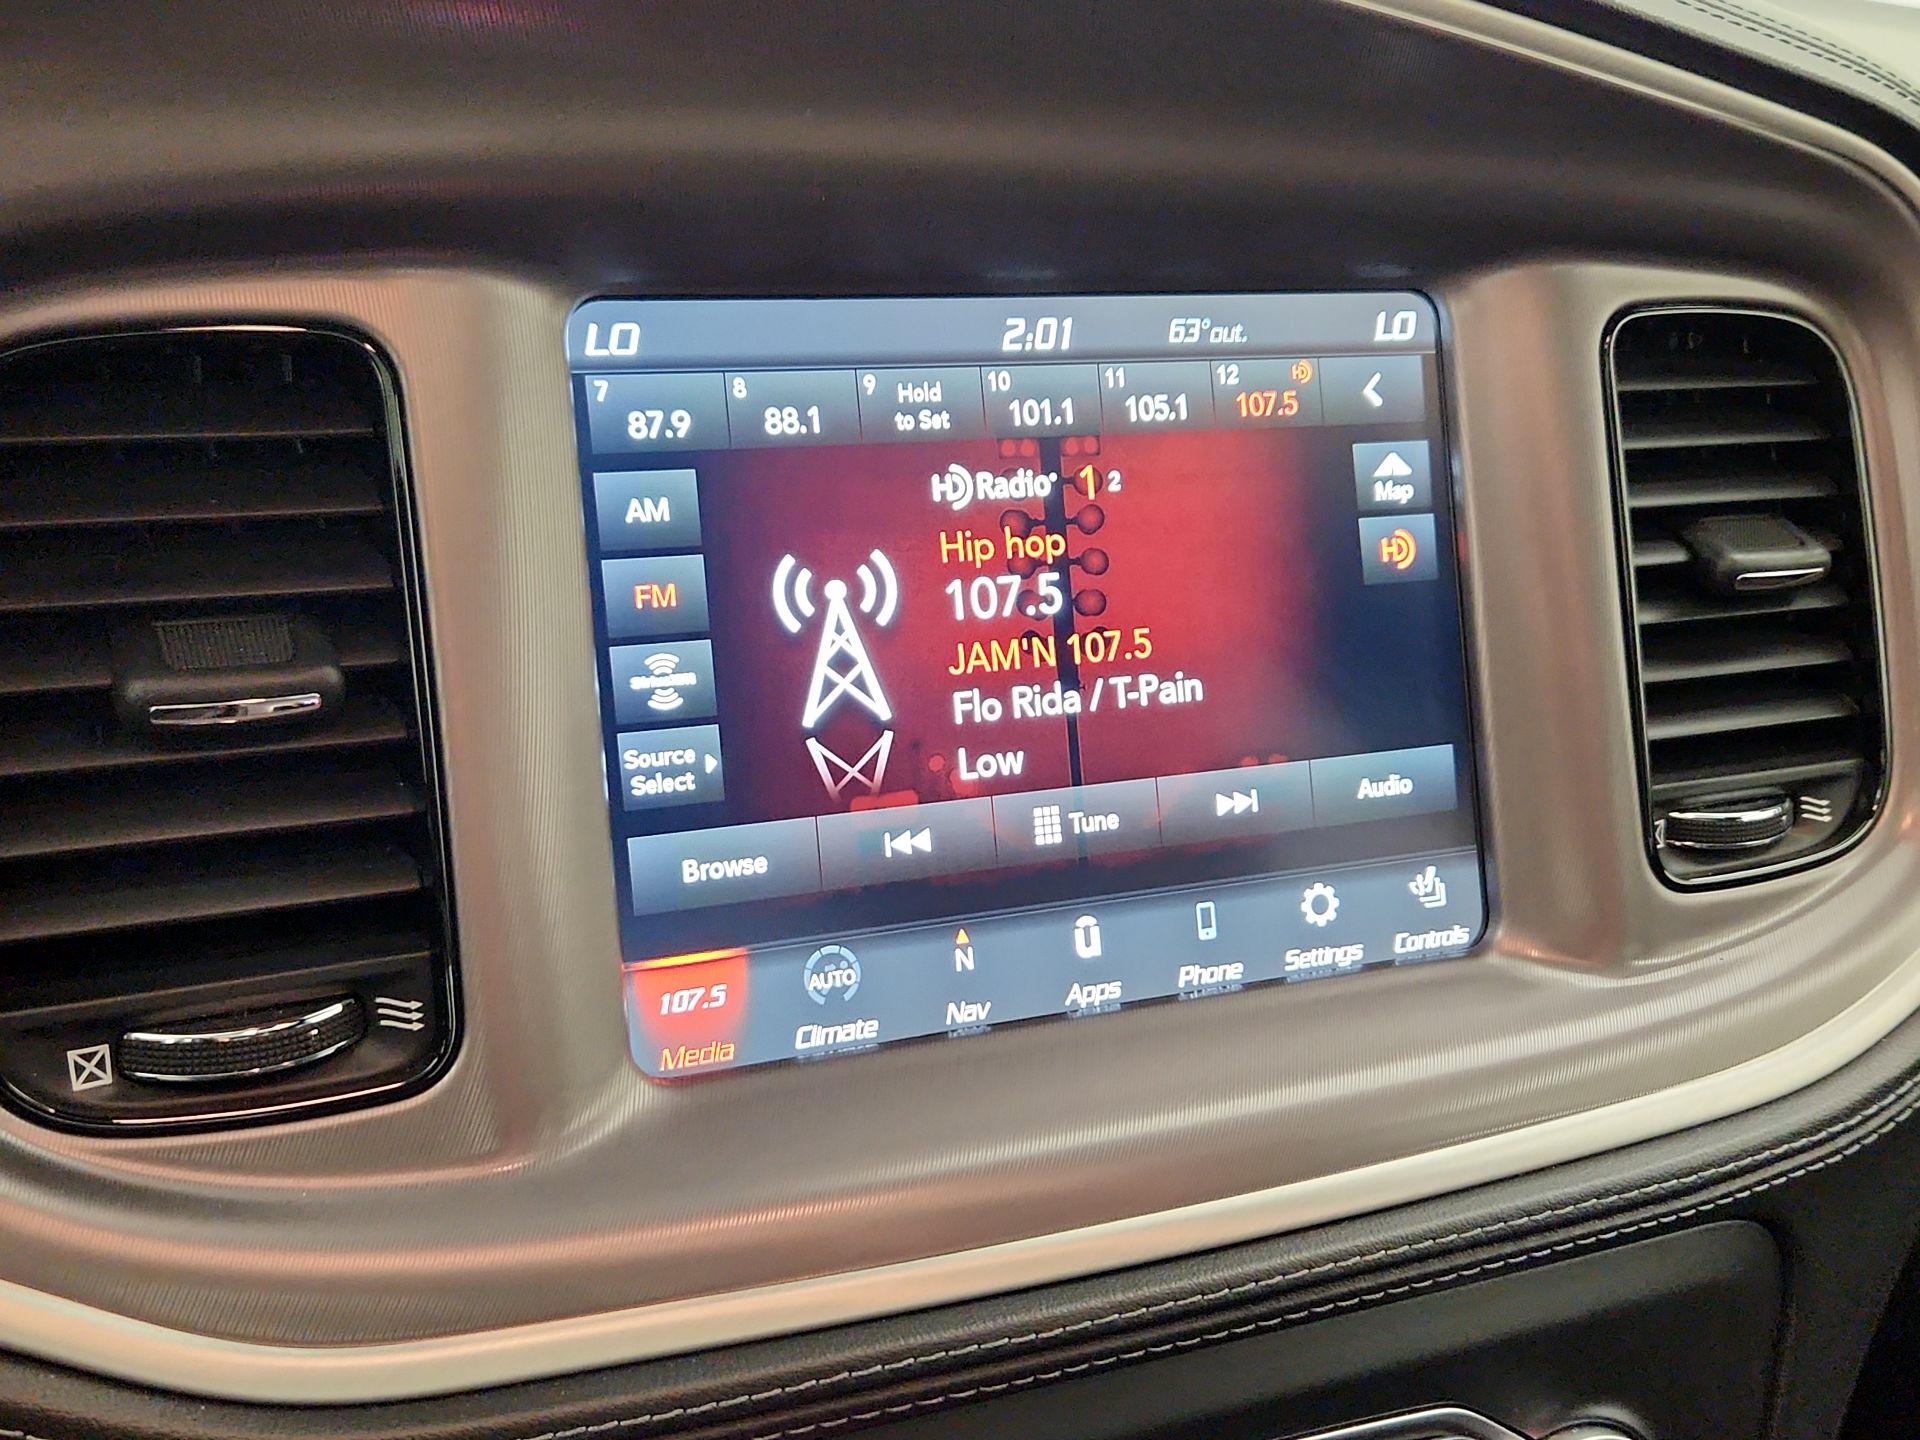 LO 2:01 63° out. LO
7 87.9
8 88.1
9 Hold to Set
10 101.1
11 105.1
12 HD 107.5
AM
FM
SiriusXM
Source
Select
HD Radio 1 2
Hip hop
107.5
JAM'N 107.5
Flo Rida / T-Pain
Low
Map
HD
Browse
Tune
Audio
107.5
Media
AUTO
Climate
N
Nav
Apps
Phone
Settings
Controls